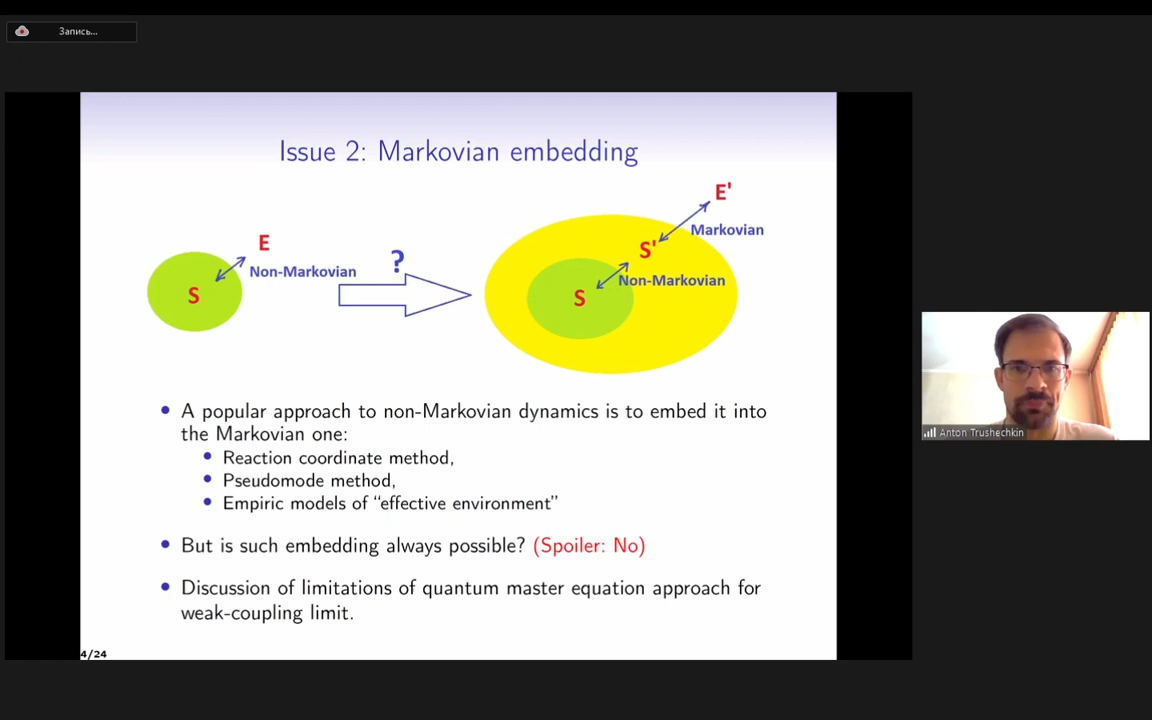 Запись...
Issue 2: Markovian embedding
E'
Markovian
S'
E
?
Non-Markovian
Non-Markovian
S
S
• A popular approach to non-Markovian dynamics is to embed it into
the Markovian one:
• Reaction coordinate method,
• Pseudomode method,
• Empiric models of “effective environment”
• But is such embedding always possible? (Spoiler: No)
• Discussion of limitations of quantum master equation approach for
weak-coupling limit.
4/24
Anton Trushechkin